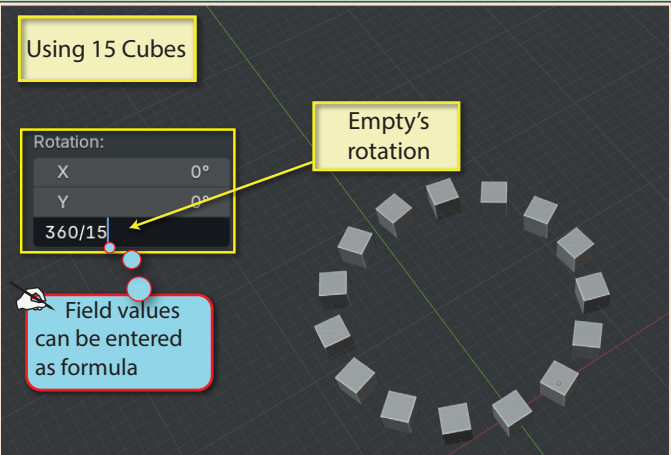 Using 15 Cubes
Empty's
rotation
Rotation:
X 0°
Y 0°
360/15
Field values
can be entered
as formula